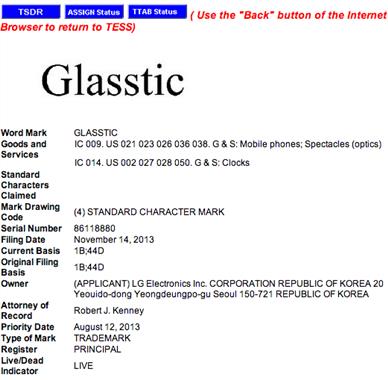 TSDR ASSIGN Status TTAB Status ( Use the "Back" button of the Internet
Browser to return to TESS)
Glasstic
Word Mark GLASSTIC
Goods and Services IC 009. US 021 023 026 036 038. G & S: Mobile phones; Spectacles (optics)
IC 014. US 002 027 028 050. G & S: Clocks
Standard
Characters
Claimed
Mark Drawing Code (4) STANDARD CHARACTER MARK
Serial Number 86118880
Filing Date November 14, 2013
Current Basis 1B;44D
Original Filing Basis 1B;44D
Owner (APPLICANT) LG Electronics Inc. CORPORATION REPUBLIC OF KOREA 20
Yeouido-dong Yeongdeungpo-gu Seoul 150-721 REPUBLIC OF KOREA
Attorney of Record Robert J. Kenney
Priority Date August 12, 2013
Type of Mark TRADEMARK
Register PRINCIPAL
Live/Dead Indicator LIVE